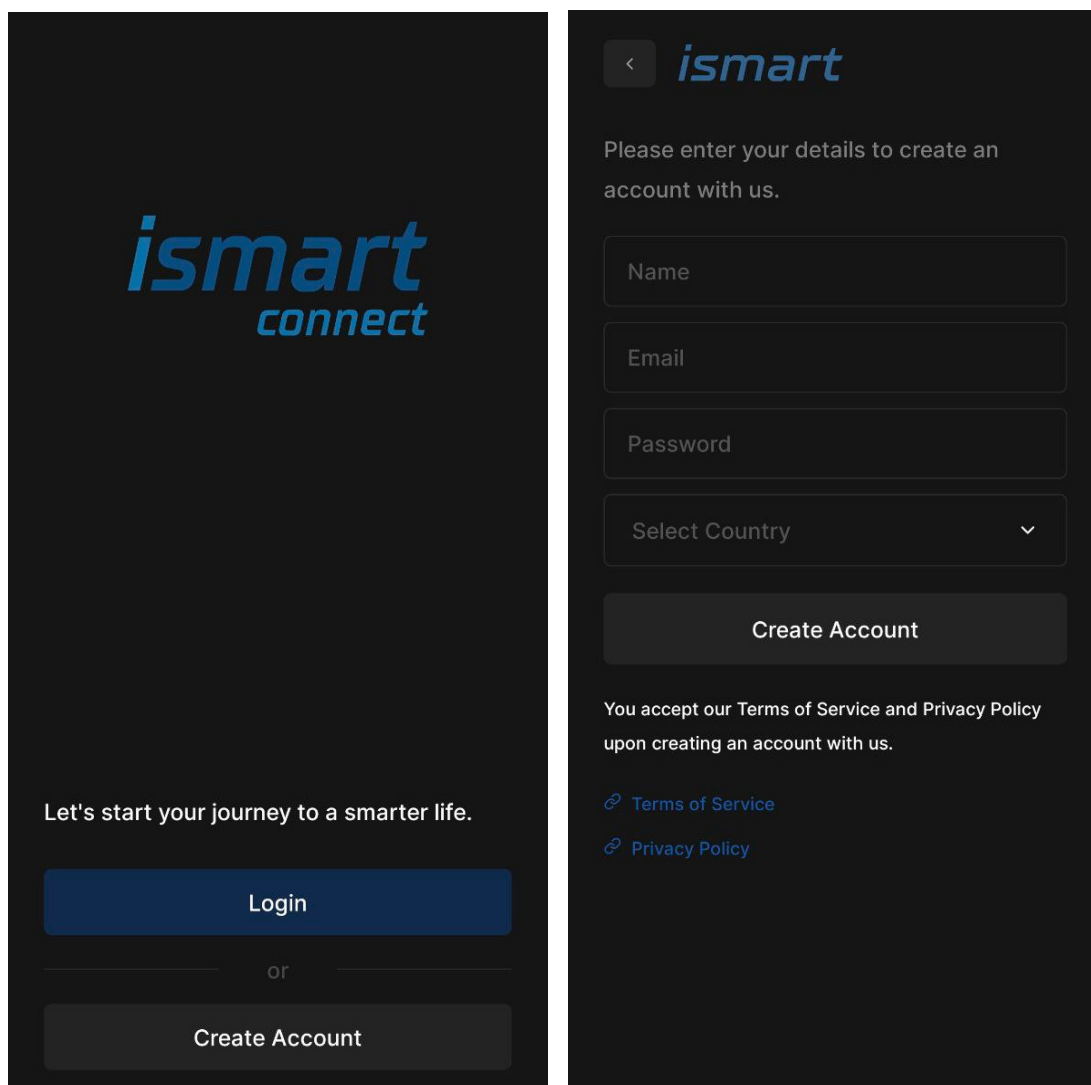 ismart
connect
Let's start your journey to a smarter life.
Login
or
Create Account
ismart
Please enter your details to create an
account with us.
Name
Email
Password
Select Country
Create Account
You accept our Terms of Service and Privacy Policy
upon creating an account with us.
Terms of Service
Privacy Policy